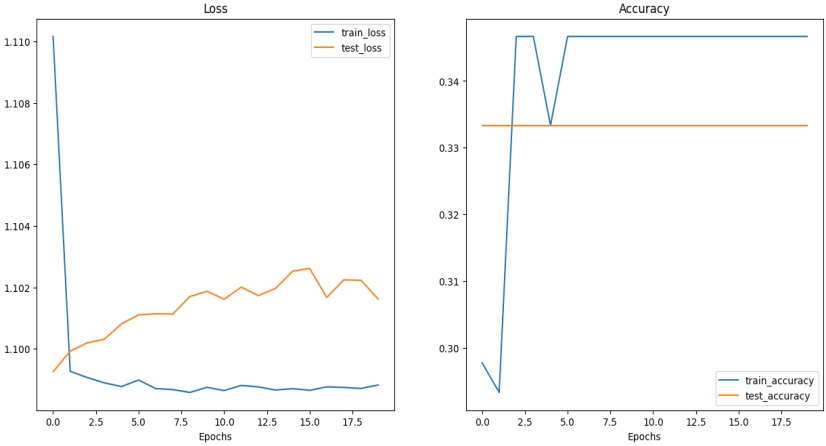 Loss
1.110
1.108
1.106
1.104
1.102
1.100
train_loss
test_loss
0.0 2.5 5.0 7.5 10.0 12.5 15.0 17.5
Epochs
Accuracy
0.34
0.33
0.32
0.31
0.30
train_accuracy
test_accuracy
0.0 2.5 5.0 7.5 10.0 12.5 15.0 17.5
Epochs